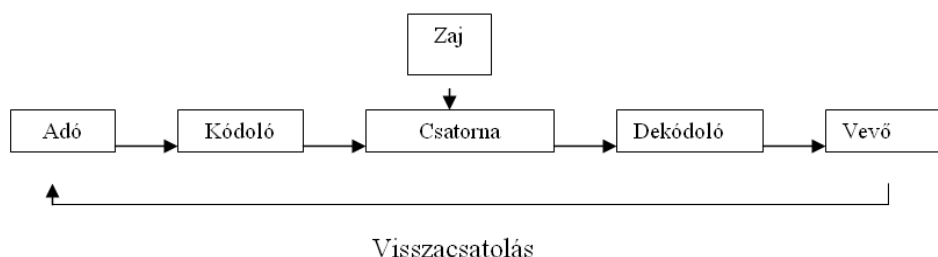 Zaj
Adó
Kódoló
Csatorna
Dekódoló
Vevő
Visszacsatolás